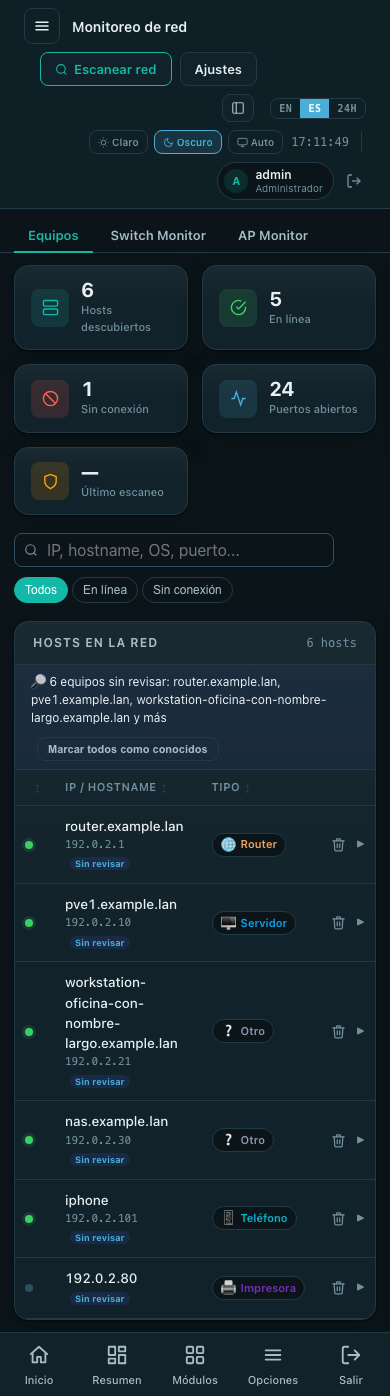 Monitoreo de red
Escanear red
Ajustes
EN ES 24H
Claro Oscuro Auto 17:11:49
A admin
Administrador
Equipos Switch Monitor AP Monitor
6
Hosts
descubiertos
5
En línea
1
Sin conexión
24
Puertos abiertos
—
Último escaneo
IP, hostname, OS, puerto...
Todos En línea Sin conexión
HOSTS EN LA RED 6 hosts
6 equipos sin revisar: router.example.lan,
pve1.example.lan, workstation-oficina-con-nombre-
largo.example.lan y más
Marcar todos como conocidos
IP / HOSTNAME TIPO
router.example.lan
192.0.2.1
Sin revisar
Router
pve1.example.lan
192.0.2.10
Sin revisar
Servidor
workstation-
oficina-con-
nombre-
largo.example.lan
192.0.2.21
Sin revisar
? Otro
nas.example.lan
192.0.2.30
Sin revisar
? Otro
iphone
192.0.2.101
Sin revisar
Teléfono
192.0.2.80
Sin revisar
Impresora
Inicio Resumen Módulos Opciones Salir